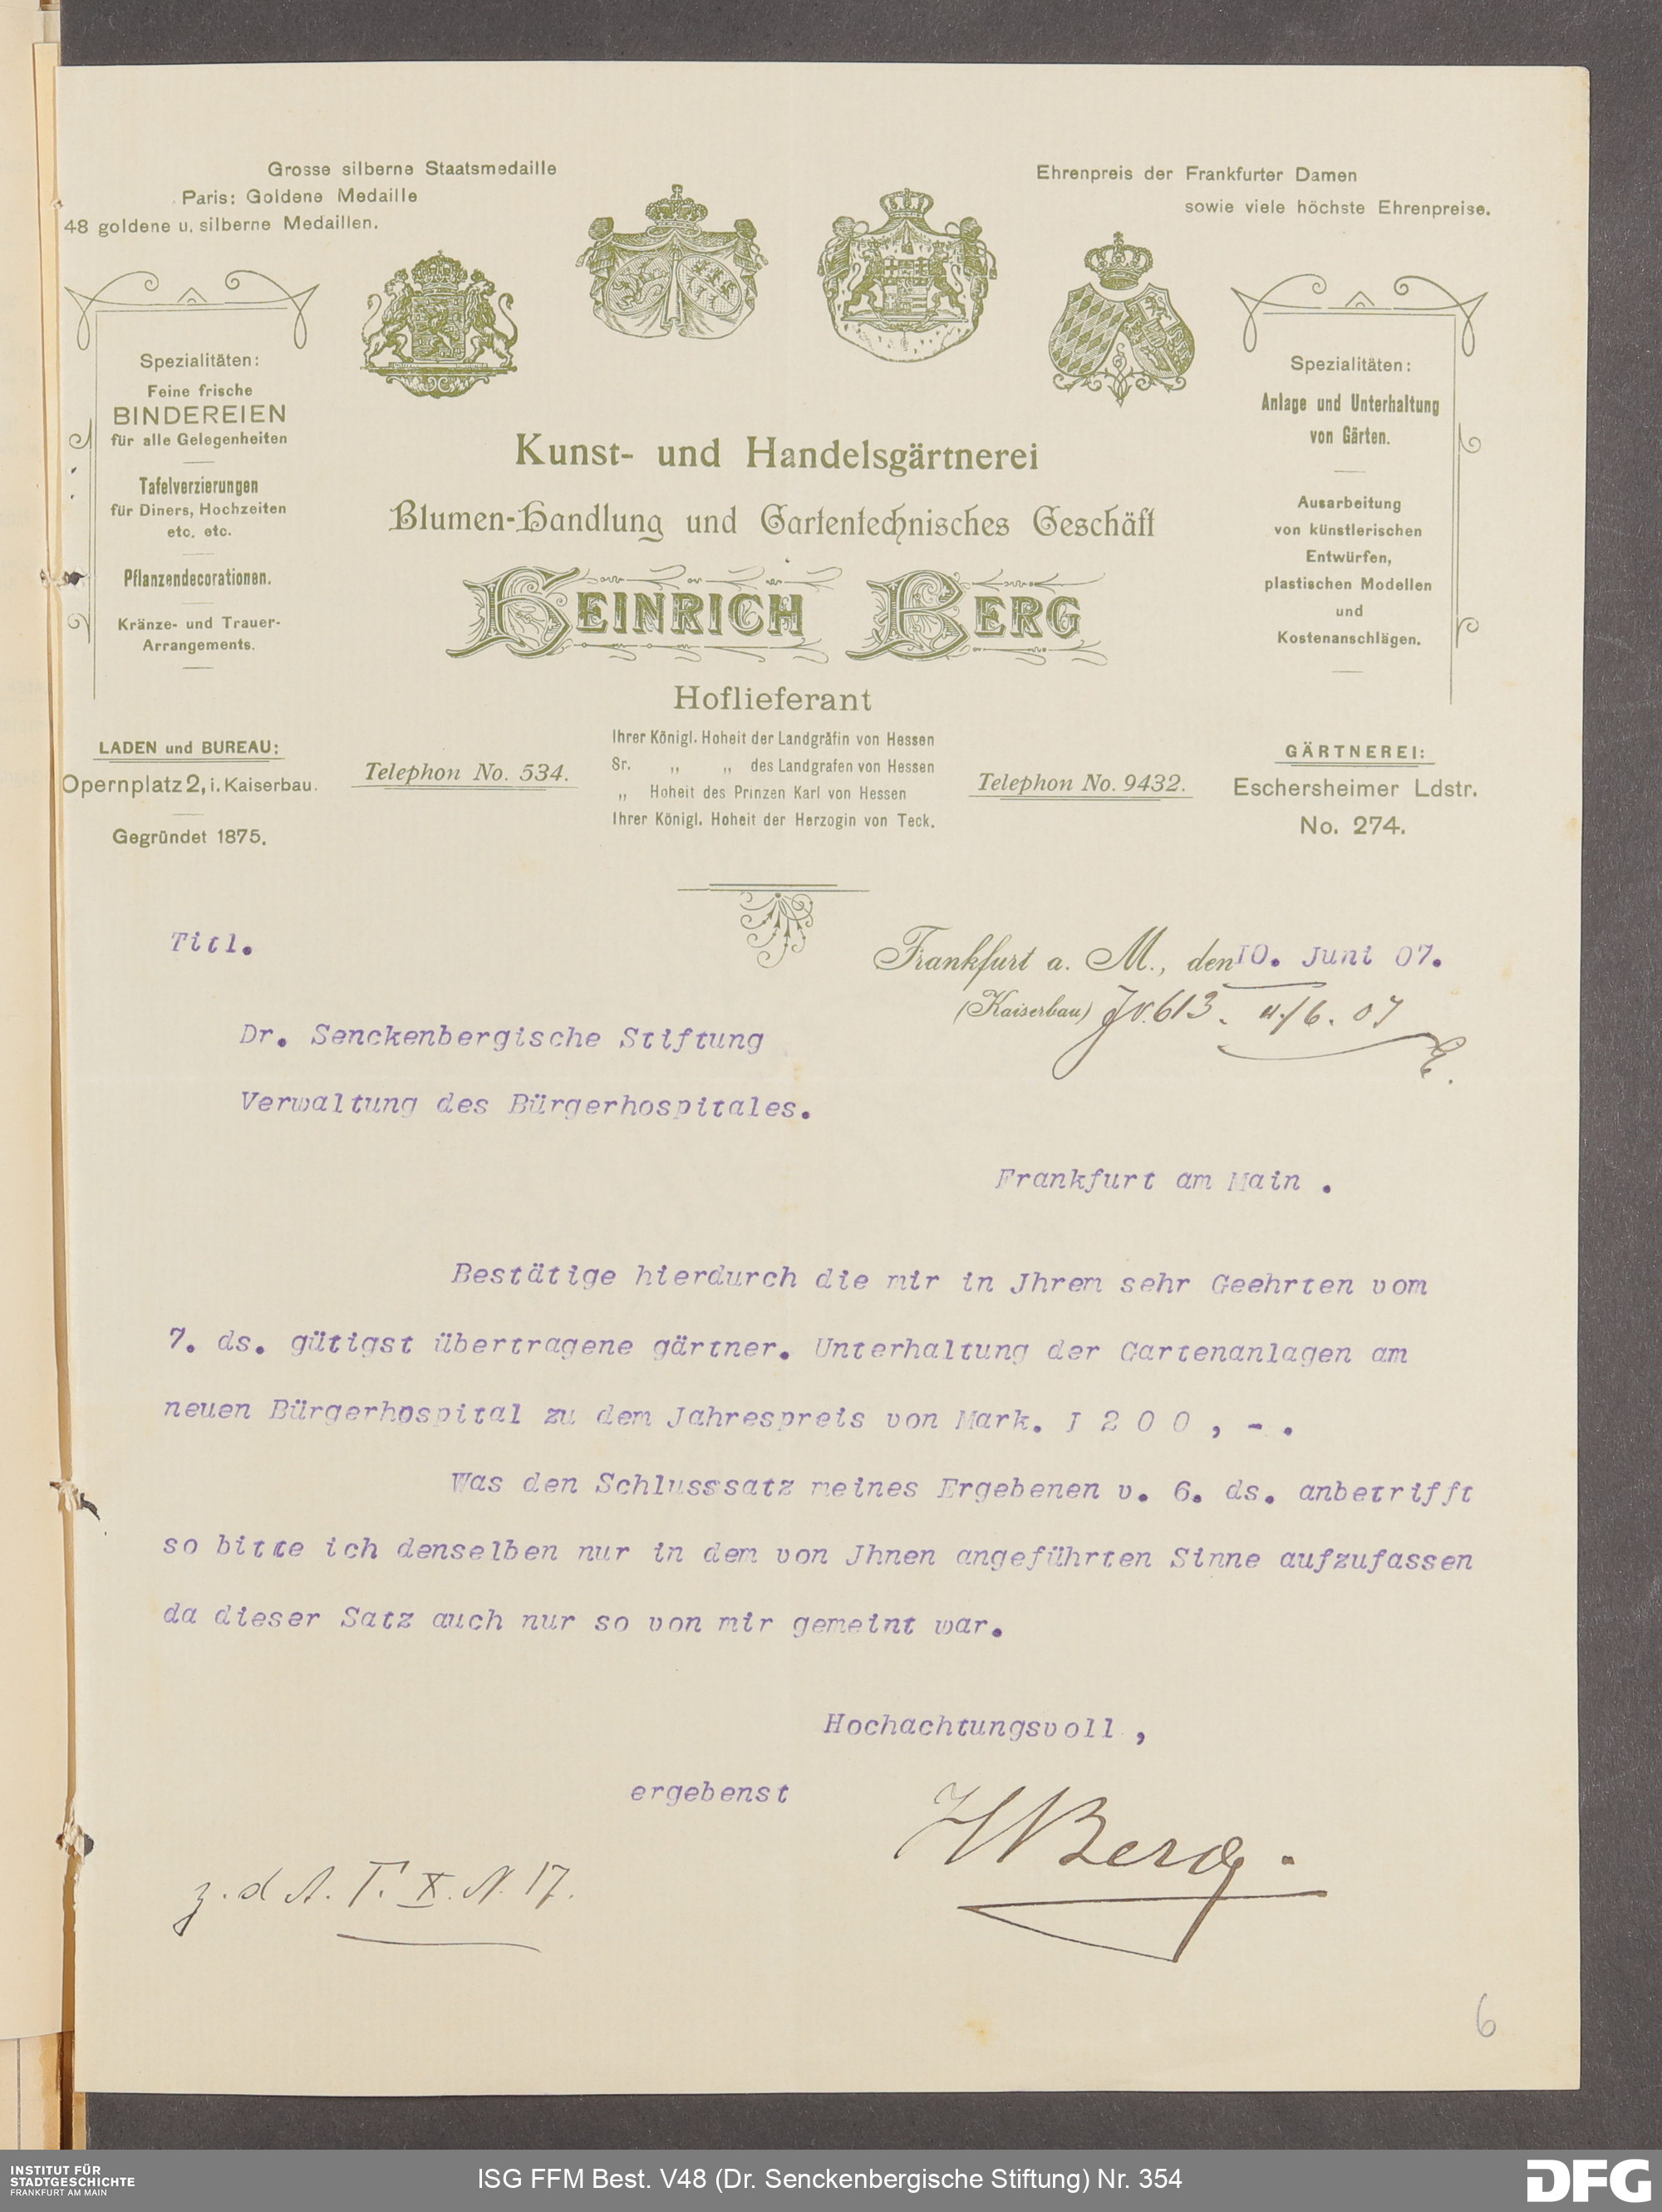 Grosse silberne Staatsmedaille
Paris: Goldene Medaille
48 goldene u. silberne Medaillen.
Ehrenpreis der Frankfurter Damen
sowie viele höchste Ehrenpreise.
Spezialitäten:
Feine frische
BINDEREIEN
für alle Gelegenheiten
Tafelverzierungen
für Diners, Hochzeiten
etc. etc.
Pflanzendecorationen.
Kränze- und Trauer-
Arrangements.
Kunst- und Handelsgärtnerei
Blumen-Handlung und Gartentechnisches Geschäft
HEINRICH BERG
Hoflieferant
Ihrer Königl. Hoheit der Landgräfin von Hessen
Sr. „ „ des Landgrafen von Hessen
„ Hoheit des Prinzen Karl von Hessen
Ihrer Königl. Hoheit der Herzogin von Teck.
Spezialitäten:
Anlage und Unterhaltung
von Gärten.
Ausarbeitung
von künstlerischen
Entwürfen,
plastischen Modellen
und
Kostenanschlägen.
LADEN und BUREAU:
Opernplatz 2, i. Kaiserbau.
Gegründet 1875.
Telephon No. 534.
Telephon No. 9432.
GÄRTNEREI:
Eschersheimer Ldstr.
No. 274.
Titl.
Frankfurt a. M., den IO. Juni 07.
(Kaiserbau) 613. 11/6. 07
Dr. Senckenbergische Stiftung
Verwaltung des Bürgerhospitales.
Frankfurt am Main .
Bestätige hierdurch die mir in Jhrem sehr Geehrten vom
7. ds. gütigst übertragene gärtner. Unterhaltung der Gartenanlagen am
neuen Bürgerhospital zu dem Jahrespreis von Mark. I 2 0 0 , - .
Was den Schlusssatz meines Ergebenen v. 6. ds. anbetrifft
so bitte ich denselben nur in dem von Jhnen angeführten Sinne aufzufassen
da dieser Satz auch nur so von mir gemeint war.
Hochachtungsvoll ,
ergebenst
HBerg.
z. d A. T. X. N. 17.
6
INSTITUT FÜR
STADTGESCHICHTE
FRANKFURT AM MAIN
ISG FFM Best. V48 (Dr. Senckenbergische Stiftung) Nr. 354
DFG